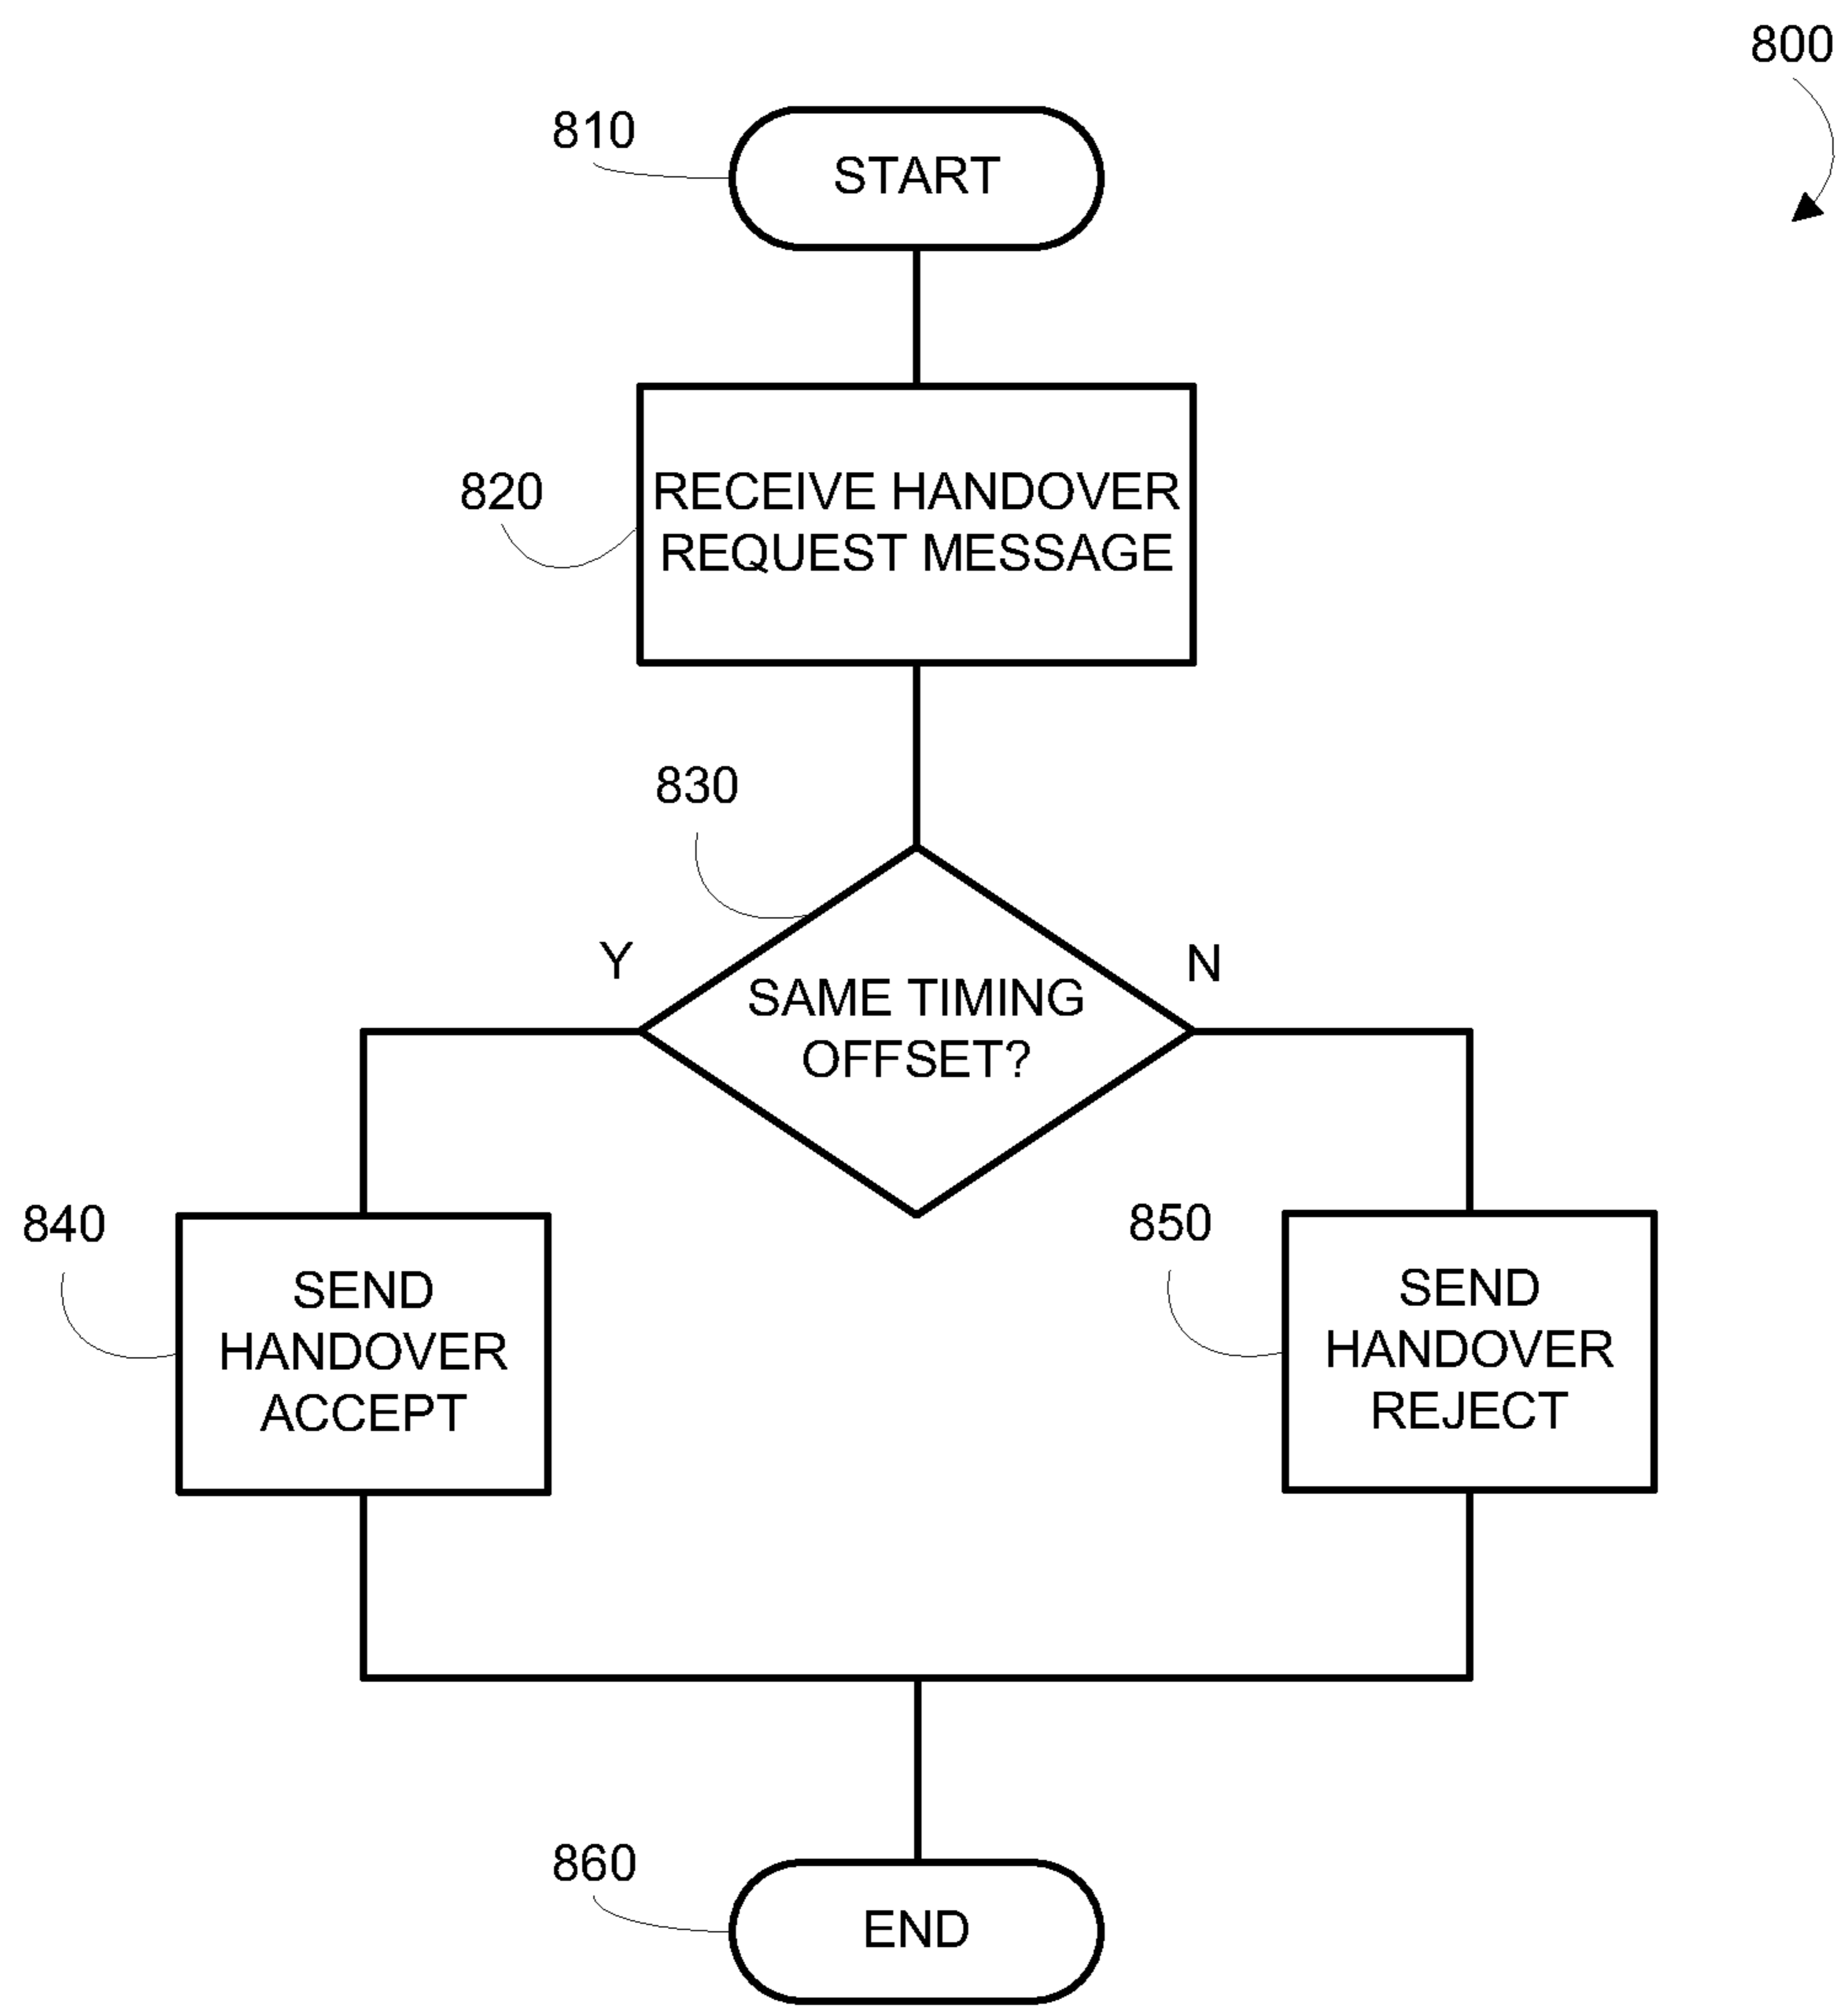 800
810
START
820
RECEIVE HANDOVER
REQUEST MESSAGE
830
Y
N
SAME TIMING
OFFSET?
840
SEND
HANDOVER
ACCEPT
850
SEND
HANDOVER
REJECT
860
END